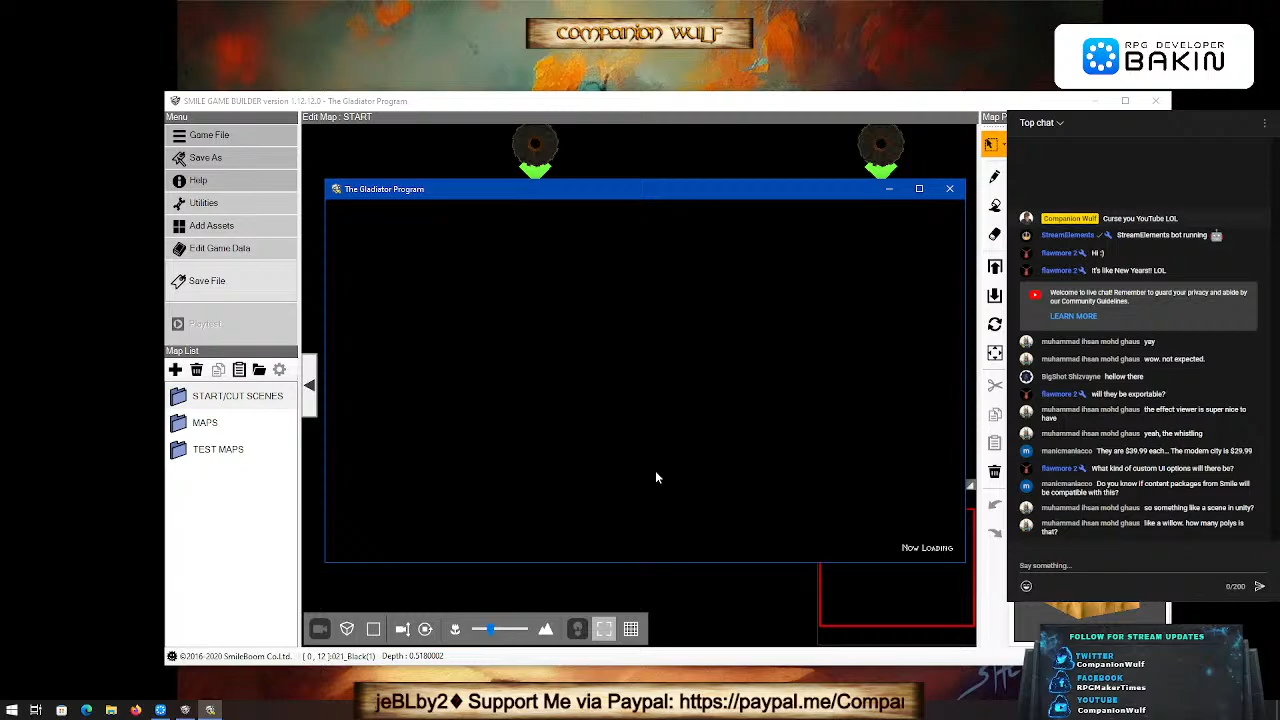 COMPANION WULF
RPG DEVELOPER
BAKIN
SMILE GAME BUILDER version 1.12.12.0 - The Gladiator Program
Menu
Edit Map : START
Map P
Game File
Save As
Help
Utilities
Add Assets
Edit Game Data
Save File
Playtest
Map List
START/CUT SCENES
MAPS
TEST MAPS
The Gladiator Program
Now Loading
©2016-2020 SmileBoom Co.Ltd.
[ 0, 12 ]:021_Black(1) Depth : 0.5180002
Top chat
Companion Wulf Curse you YouTube LOL
StreamElements StreamElements bot running
flawmore 2 Hi :)
flawmore 2 It's like New Years!! LOL
Welcome to live chat! Remember to guard your privacy and abide by
our Community Guidelines.
LEARN MORE
muhammad ihsan mohd ghaus yay
muhammad ihsan mohd ghaus wow. not expected.
BigShot Shizvayne hellow there
flawmore 2 will they be exportable?
muhammad ihsan mohd ghaus the effect viewer is super nice to
have
muhammad ihsan mohd ghaus yeah, the whistling
manicmaniacco They are $39.99 each... The modern city is $29.99
flawmore 2 What kind of custom UI options will there be?
manicmaniacco Do you know if content packages from Smile will
be compatible with this?
muhammad ihsan mohd ghaus so something like a scene in unity?
muhammad ihsan mohd ghaus like a willow. how many polys is
that?
Say something...
0/200
FOLLOW FOR STREAM UPDATES
TWITTER
CompanionWulf
FACEBOOK
RPGMakerTimes
YOUTUBE
CompanionWulf
jeBLby2♦ Support Me via Paypal: https://paypal.me/Compar